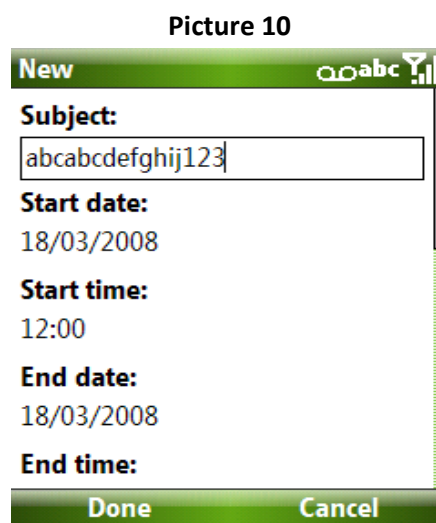 Picture 10
New abc
Subject:
abcabcdefghij123
Start date:
18/03/2008
Start time:
12:00
End date:
18/03/2008
End time:
Done Cancel